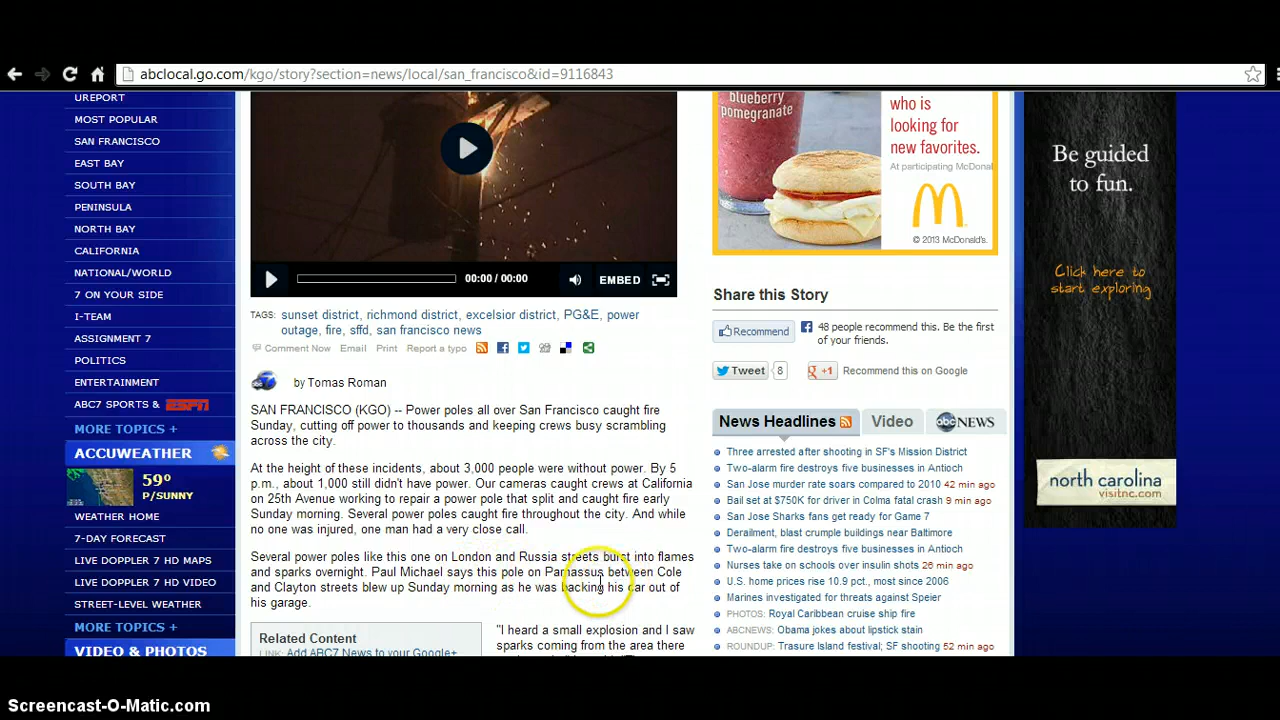 abclocal.go.com/kgo/story?section=news/local/san_francisco&id=9116843
UREPORT
MOST POPULAR
SAN FRANCISCO
EAST BAY
SOUTH BAY
PENINSULA
NORTH BAY
CALIFORNIA
NATIONAL/WORLD
7 ON YOUR SIDE
I-TEAM
ASSIGNMENT 7
POLITICS
ENTERTAINMENT
ABC7 SPORTS & ESPN
MORE TOPICS +
ACCUWEATHER
59º
P/SUNNY
WEATHER HOME
7-DAY FORECAST
LIVE DOPPLER 7 HD MAPS
LIVE DOPPLER 7 HD VIDEO
STREET-LEVEL WEATHER
MORE TOPICS +
VIDEO & PHOTOS
00:00 / 00:00
EMBED
TAGS: sunset district, richmond district, excelsior district, PG&E, power
outage, fire, sffd, san francisco news
Comment Now Email Print Report a typo
by Tomas Roman
SAN FRANCISCO (KGO) -- Power poles all over San Francisco caught fire
Sunday, cutting off power to thousands and keeping crews busy scrambling
across the city.
At the height of these incidents, about 3,000 people were without power. By 5
p.m., about 1,000 still didn't have power. Our cameras caught crews at California
on 25th Avenue working to repair a power pole that split and caught fire early
Sunday morning. Several power poles caught fire throughout the city. And while
no one was injured, one man had a very close call.
Several power poles like this one on London and Russia streets burst into flames
and sparks overnight. Paul Michael says this pole on Parnassus between Cole
and Clayton streets blew up Sunday morning as he was backing his car out of
his garage.
Related Content
LINK: Add ABC7 News to your Google+
"I heard a small explosion and I saw
sparks coming from the area there
blueberry
pomegranate
who is
looking for
new favorites.
At participating McDonal
© 2013 McDonald's.
Share this Story
Recommend
48 people recommend this. Be the first
of your friends.
Tweet 8
+1
Recommend this on Google
News Headlines
Video
abc NEWS
Three arrested after shooting in SF's Mission District
Two-alarm fire destroys five businesses in Antioch
San Jose murder rate soars compared to 2010 42 min ago
Bail set at $750K for driver in Colma fatal crash 9 min ago
San Jose Sharks fans get ready for Game 7
Derailment, blast crumple buildings near Baltimore
Two-alarm fire destroys five businesses in Antioch
Nurses take on schools over insulin shots 26 min ago
U.S. home prices rise 10.9 pct., most since 2006
Marines investigated for threats against Speier
PHOTOS: Royal Caribbean cruise ship fire
ABCNEWS: Obama jokes about lipstick stain
ROUNDUP: Trasure Island festival; SF shooting 52 min ago
Be guided
to fun.
Click here to
start exploring
north carolina
visitnc.com
Screencast-O-Matic.com